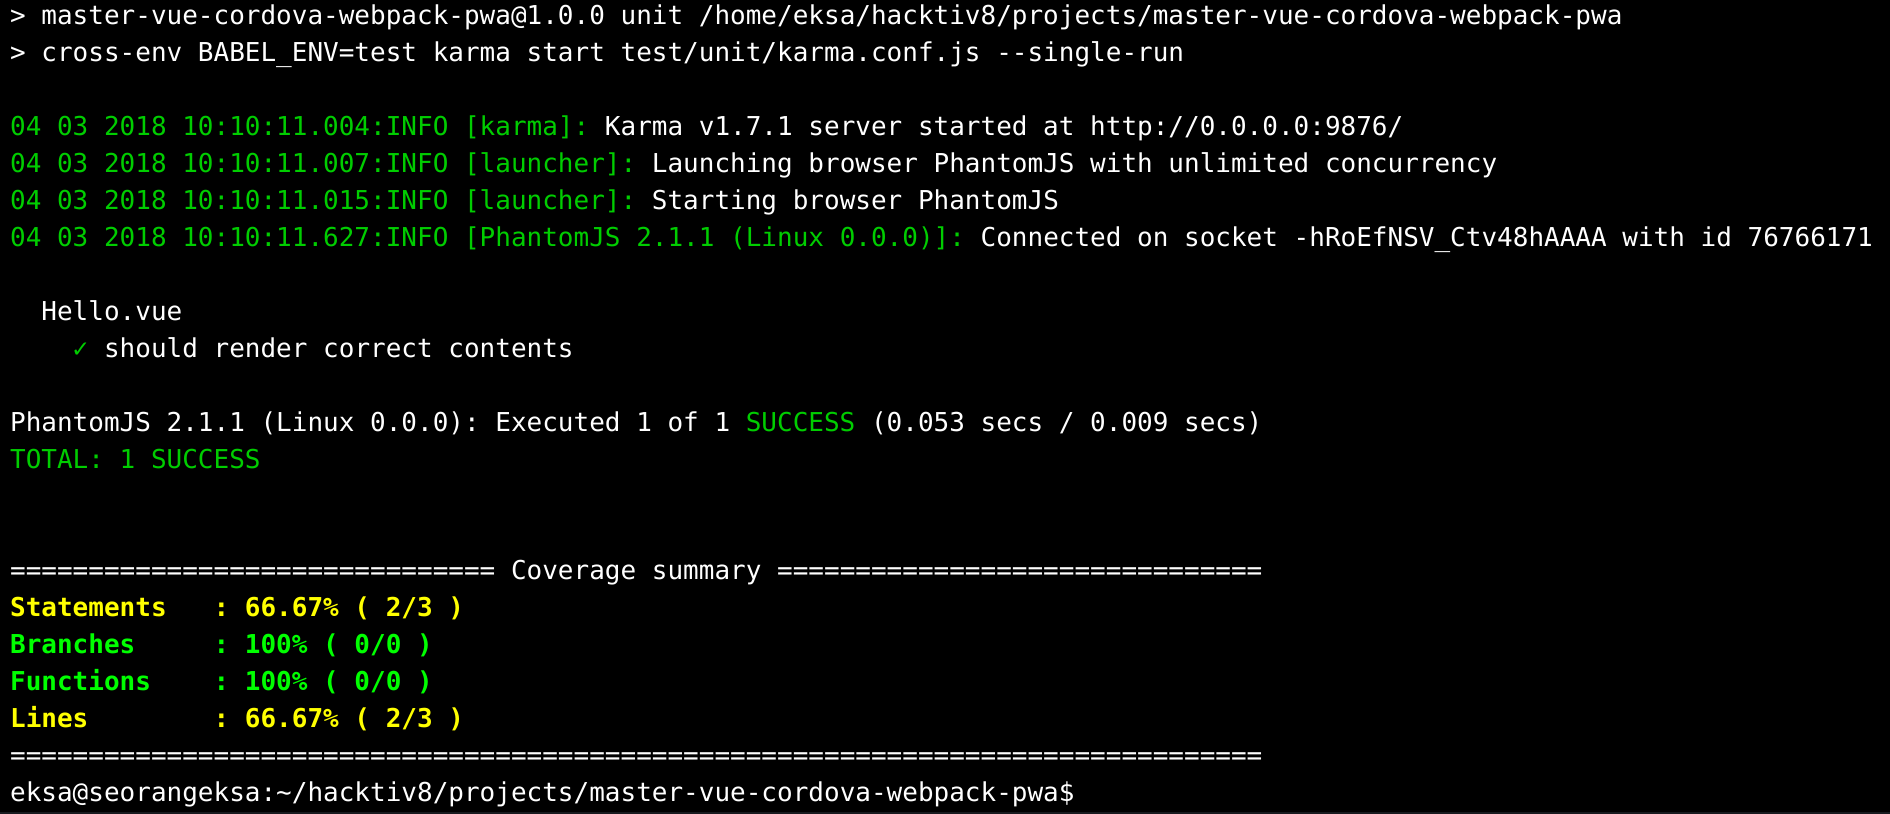 > master-vue-cordova-webpack-pwa@1.0.0 unit /home/eksa/hacktiv8/projects/master-vue-cordova-webpack-pwa
> cross-env BABEL_ENV=test karma start test/unit/karma.conf.js --single-run
04 03 2018 10:10:11.004:INFO [karma]: Karma v1.7.1 server started at http://0.0.0.0:9876/
04 03 2018 10:10:11.007:INFO [launcher]: Launching browser PhantomJS with unlimited concurrency
04 03 2018 10:10:11.015:INFO [launcher]: Starting browser PhantomJS
04 03 2018 10:10:11.627:INFO [PhantomJS 2.1.1 (Linux 0.0.0)]: Connected on socket -hRoEfNSV_Ctv48hAAAA with id 76766171
Hello.vue
✓ should render correct contents
PhantomJS 2.1.1 (Linux 0.0.0): Executed 1 of 1 SUCCESS (0.053 secs / 0.009 secs)
TOTAL: 1 SUCCESS
=============================== Coverage summary ===============================
Statements   : 66.67% ( 2/3 )
Branches     : 100% ( 0/0 )
Functions    : 100% ( 0/0 )
Lines        : 66.67% ( 2/3 )
================================================================================
eksa@seorangeksa:~/hacktiv8/projects/master-vue-cordova-webpack-pwa$